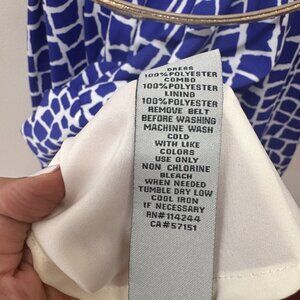 DRESS
100%POLYESTER
COMBO
100%POLYESTER
LINING
100%POLYESTER
REMOVE BELT
BEFORE WASHING
MACHINE WASH
COLD
WITH LIKE
COLORS
USE ONLY
NON CHLORINE
BLEACH
WHEN NEEDED
TUMBLE DRY LOW
COOL IRON
IF NECESSARY
RN#114244
CA#57151